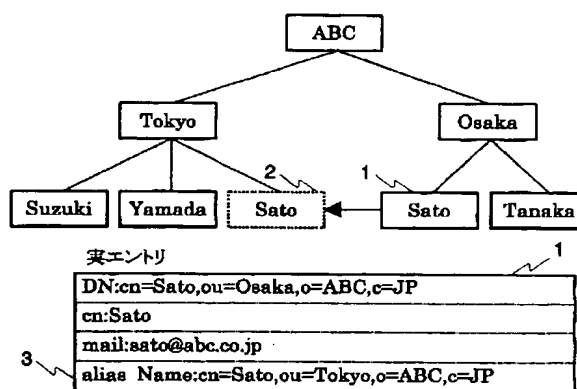 ABC
Tokyo
Osaka
2
1
Suzuki
Yamada
Sato
Sato
Tanaka
実エントリ
1
DN:cn=Sato,ou=Osaka,o=ABC,c=JP
cn:Sato
mail:sato@abc.co.jp
3
alias Name:cn=Sato,ou=Tokyo,o=ABC,c=JP